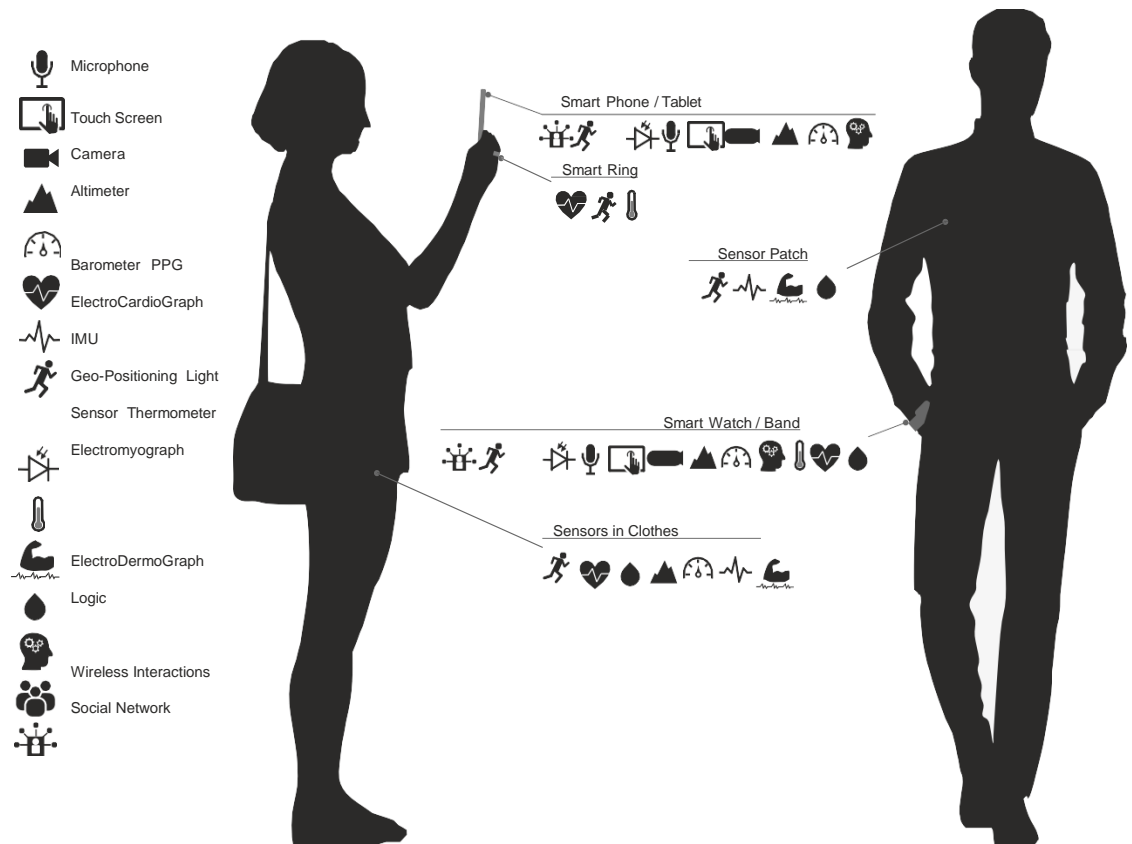 Microphone
Touch Screen
Camera
Altimeter
Barometer PPG
ElectroCardioGraph
IMU
Geo-Positioning Light
Sensor Thermometer
Electromyograph
ElectroDermoGraph
Logic
Wireless Interactions
Social Network
Smart Phone / Tablet
Smart Ring
Sensor Patch
Smart Watch / Band
Sensors in Clothes